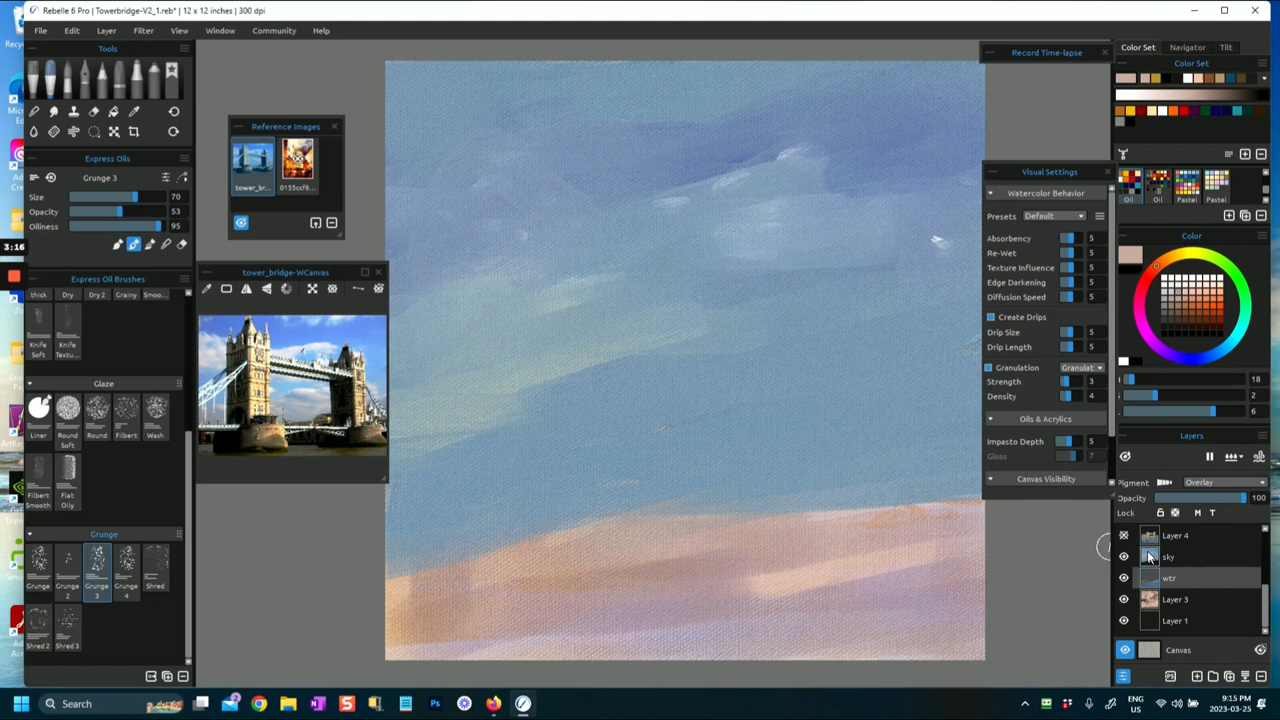 Rebelle 6 Pro | Towerbridge-V2_1.reb* | 12 x 12 inches | 300 dpi
File Edit Layer Filter View Window Community Help
Tools
Express Oils
Grunge 3
Size 70
Opacity 53
Oiliness 95
3:16
Express Oil Brushes
thick Dry Dry 2 Grainy Smoo...
Knife Soft
Knife Textu...
Glaze
Liner
Round Soft
Round
Filbert
Wash
Filbert Smooth
Flat Oily
Grunge
Grunge
Grunge 2
Grunge 3
Grunge 4
Shred
Shred 2
Shred 3
Reference Images
tower_br...
0155ccf8...
tower_bridge-WCanvas
Record Time-lapse
Visual Settings
Watercolor Behavior
Presets Default
Absorbency 5
Re-Wet 5
Texture Influence 5
Edge Darkening 5
Diffusion Speed 5
Create Drips
Drip Size 5
Drip Length 5
Granulation Granulat
Strength 3
Density 4
Oils & Acrylics
Impasto Depth 5
Gloss 7
Canvas Visibility
Color Set Navigator Tilt
Color Set
Oil Oil Pastel Pastel
Color
18
2
6
Layers
Pigment Overlay
Opacity 100
Lock M T
Layer 4
sky
wtr
Layer 3
Layer 1
Canvas
PS
Search
ENG
US
9:15 PM
2023-03-25